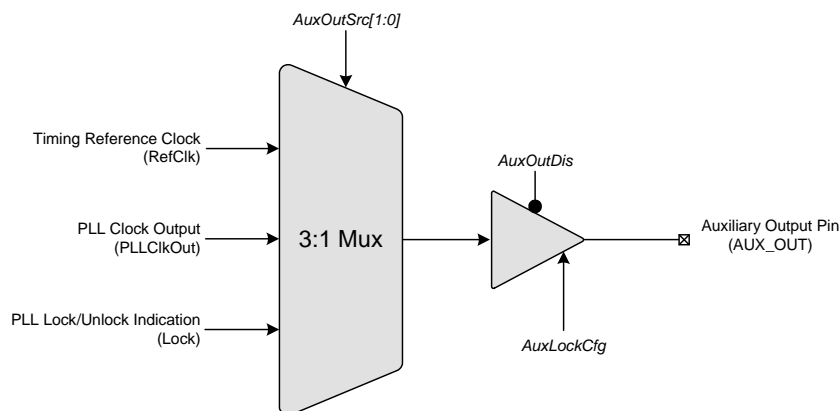 AuxOutSrc[1:0]
Timing Reference Clock
(RefClk)
AuxOutDis
PLL Clock Output
(PLLClkOut)
3:1 Mux
Auxiliary Output Pin
(AUX_OUT)
PLL Lock/Unlock Indication
(Lock)
AuxLockCfg